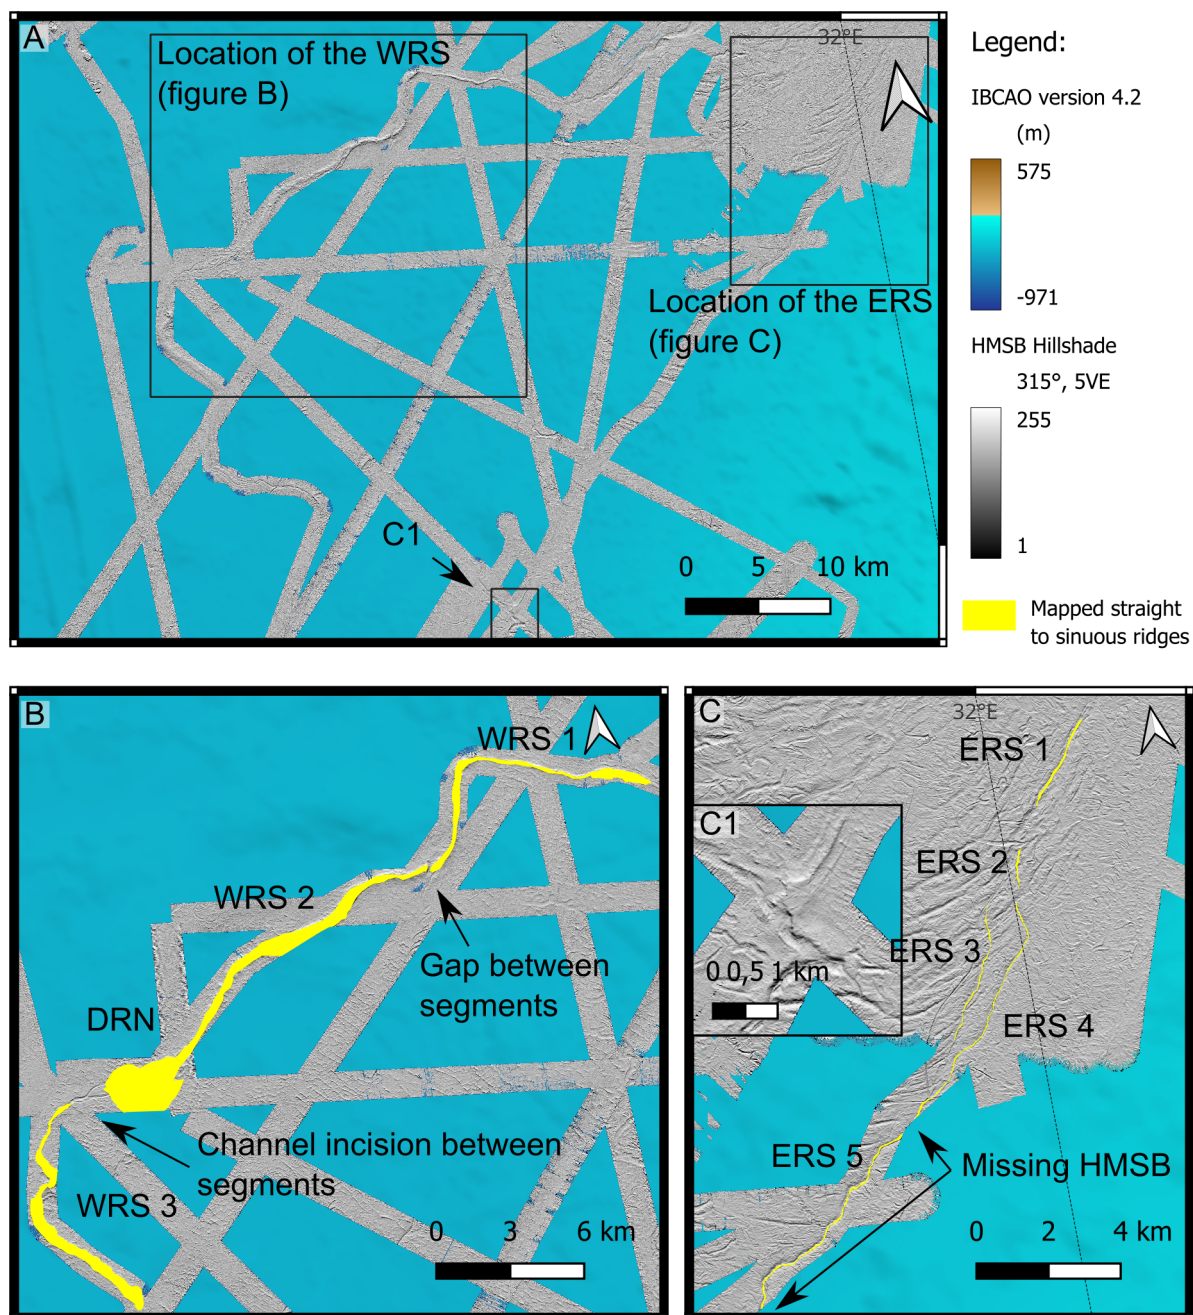 A
Location of the WRS
(figure B)
32°E
Location of the ERS
(figure C)
C1
0 5 10 km
Legend:
IBCAO version 4.2
(m)
575
-971
HMSB Hillshade
315°, 5VE
255
1
Mapped straight
to sinuous ridges
B
WRS 1
WRS 2
Gap between
segments
DRN
Channel incision between
segments
WRS 3
0 3 6 km
C
32°E
ERS 1
C1
ERS 2
ERS 3
0 0,5 1 km
ERS 4
ERS 5
Missing HMSB
0 2 4 km